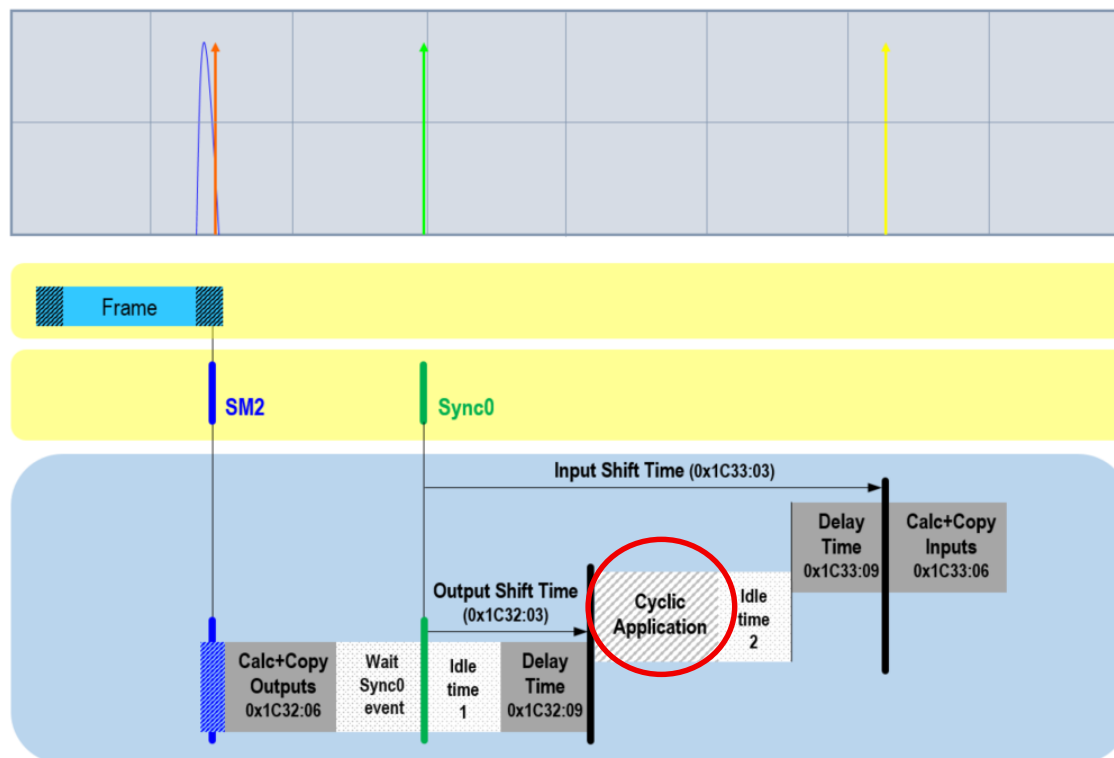 Frame
SM2
Sync0
Input Shift Time (0x1C33:03)
Delay
Time
0x1C33:09
Calc+Copy
Inputs
0x1C33:06
Output Shift Time
(0x1C32:03)
Cyclic
Application
Idle
time
2
Calc+Copy
Outputs
0x1C32:06
Wait
Sync0
event
Idle
time
1
Delay
Time
0x1C32:09